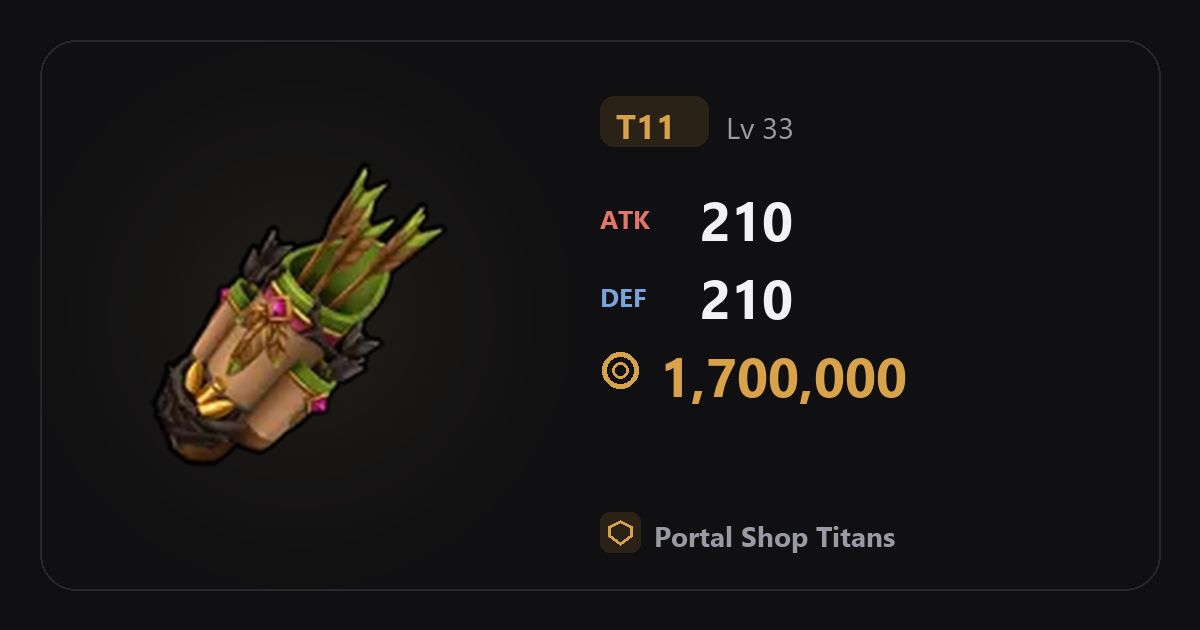 T11 Lv 33
ATK 210
DEF 210
1,700,000
Portal Shop Titans